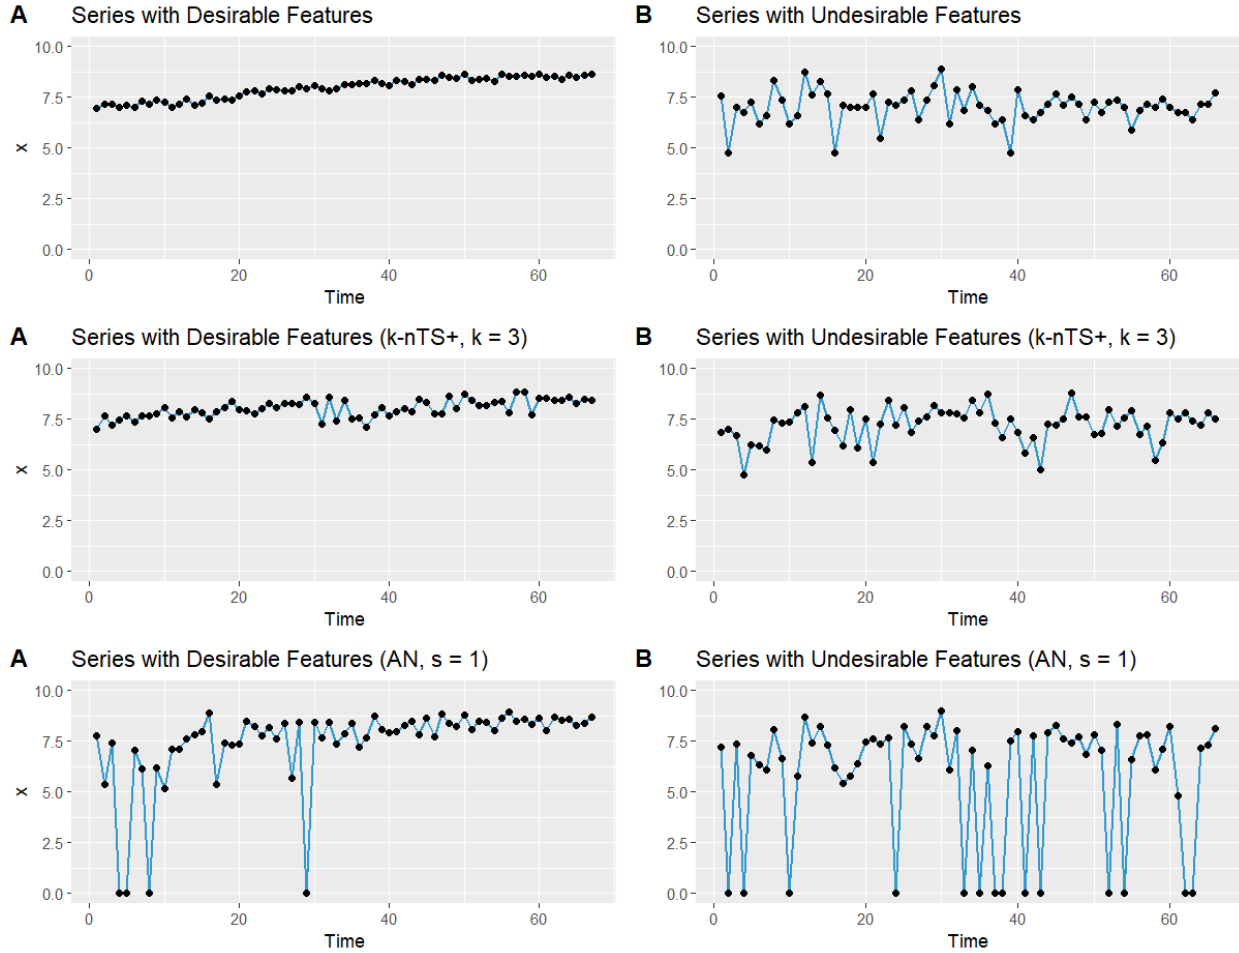 A Series with Desirable Features
10.0
7.5
5.0
2.5
0.0
x
0 20 40 60
Time
B Series with Undesirable Features
10.0
7.5
5.0
2.5
0.0
0 20 40 60
Time
A Series with Desirable Features (k-nTS+, k = 3)
10.0
7.5
5.0
2.5
0.0
x
0 20 40 60
Time
B Series with Undesirable Features (k-nTS+, k = 3)
10.0
7.5
5.0
2.5
0.0
0 20 40 60
Time
A Series with Desirable Features (AN, s = 1)
10.0
7.5
5.0
2.5
0.0
x
0 20 40 60
Time
B Series with Undesirable Features (AN, s = 1)
10.0
7.5
5.0
2.5
0.0
0 20 40 60
Time